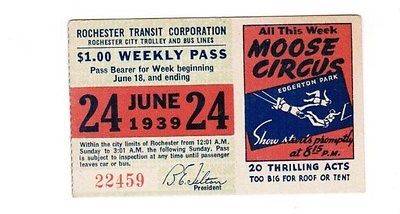 ROCHESTER TRANSIT CORPORATION
ROCHESTER CITY TROLLEY AND BUS LINES
$1.00 WEEKLY PASS
Pass Bearer for Week beginning
June 18, and ending
24 JUNE 1939 24
Within the city limits of Rochester from 12:01 A.M.
Sunday to 3:01 A.M. following Sunday. This pass
is subject to inspection at any time until passenger
leaves car or bus.
22459
B.E. Tilton
President
All This Week
MOOSE
CIRCUS
EDGERTON PARK
Show starts promptly
at 8:15 P.M.
20 THRILLING ACTS
TOO BIG FOR ROOF OR TENT